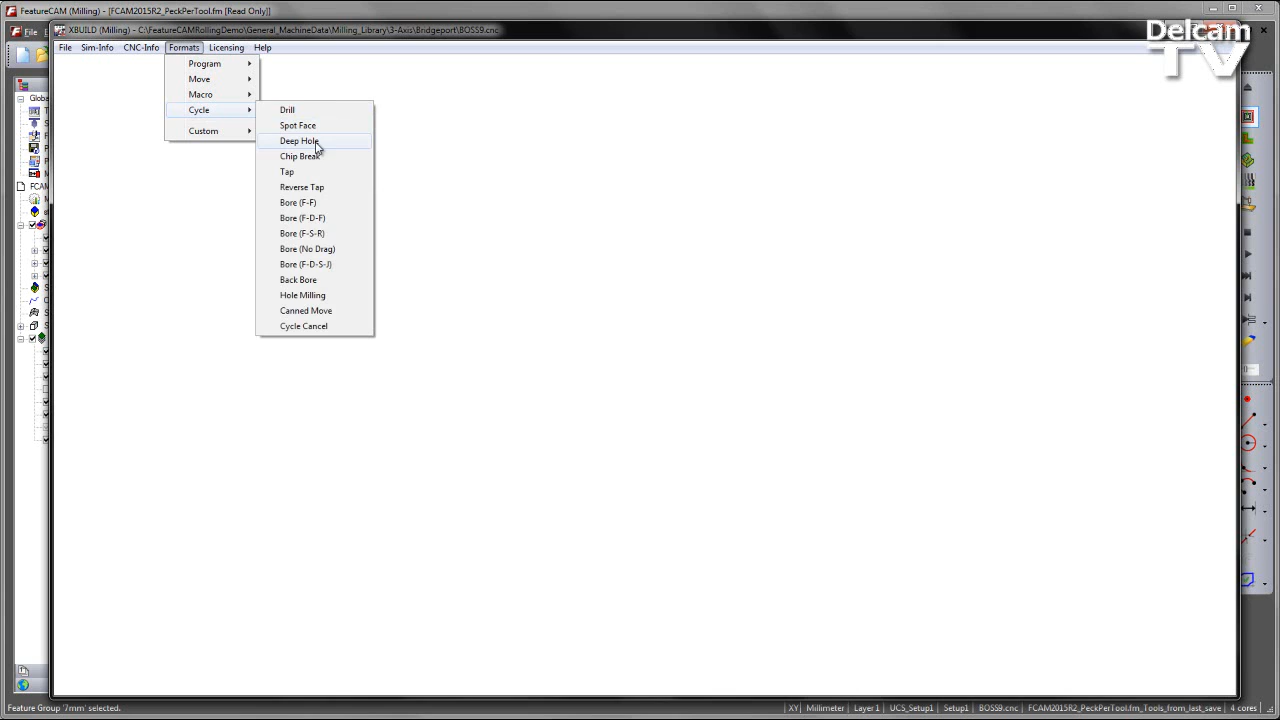 FeatureCAM (Milling) - [FCAM2015R2_PeckPerTool.fm [Read Only]]
File
XBUILD (Milling) - C:\FeatureCAMRollingDemo\General_MachineData\Milling_Library\3-Axis\Bridgeport\BOSS9.cnc
Delcam
TV
File Sim-Info CNC-Info Formats Licensing Help
Program
Move
Macro
Cycle
Custom
Drill
Spot Face
Deep Hole
Chip Break
Tap
Reverse Tap
Bore (F-F)
Bore (F-D-F)
Bore (F-S-R)
Bore (No Drag)
Bore (F-D-S-J)
Back Bore
Hole Milling
Canned Move
Cycle Cancel
Globa
FCAM
Feature Group '7mm' selected.
XY Millimeter Layer1 UCS_Setup1 Setup1 BOSS9.cnc FCAM2015R2_PeckPerTool.fm_Tools_from_last_save 4 cores